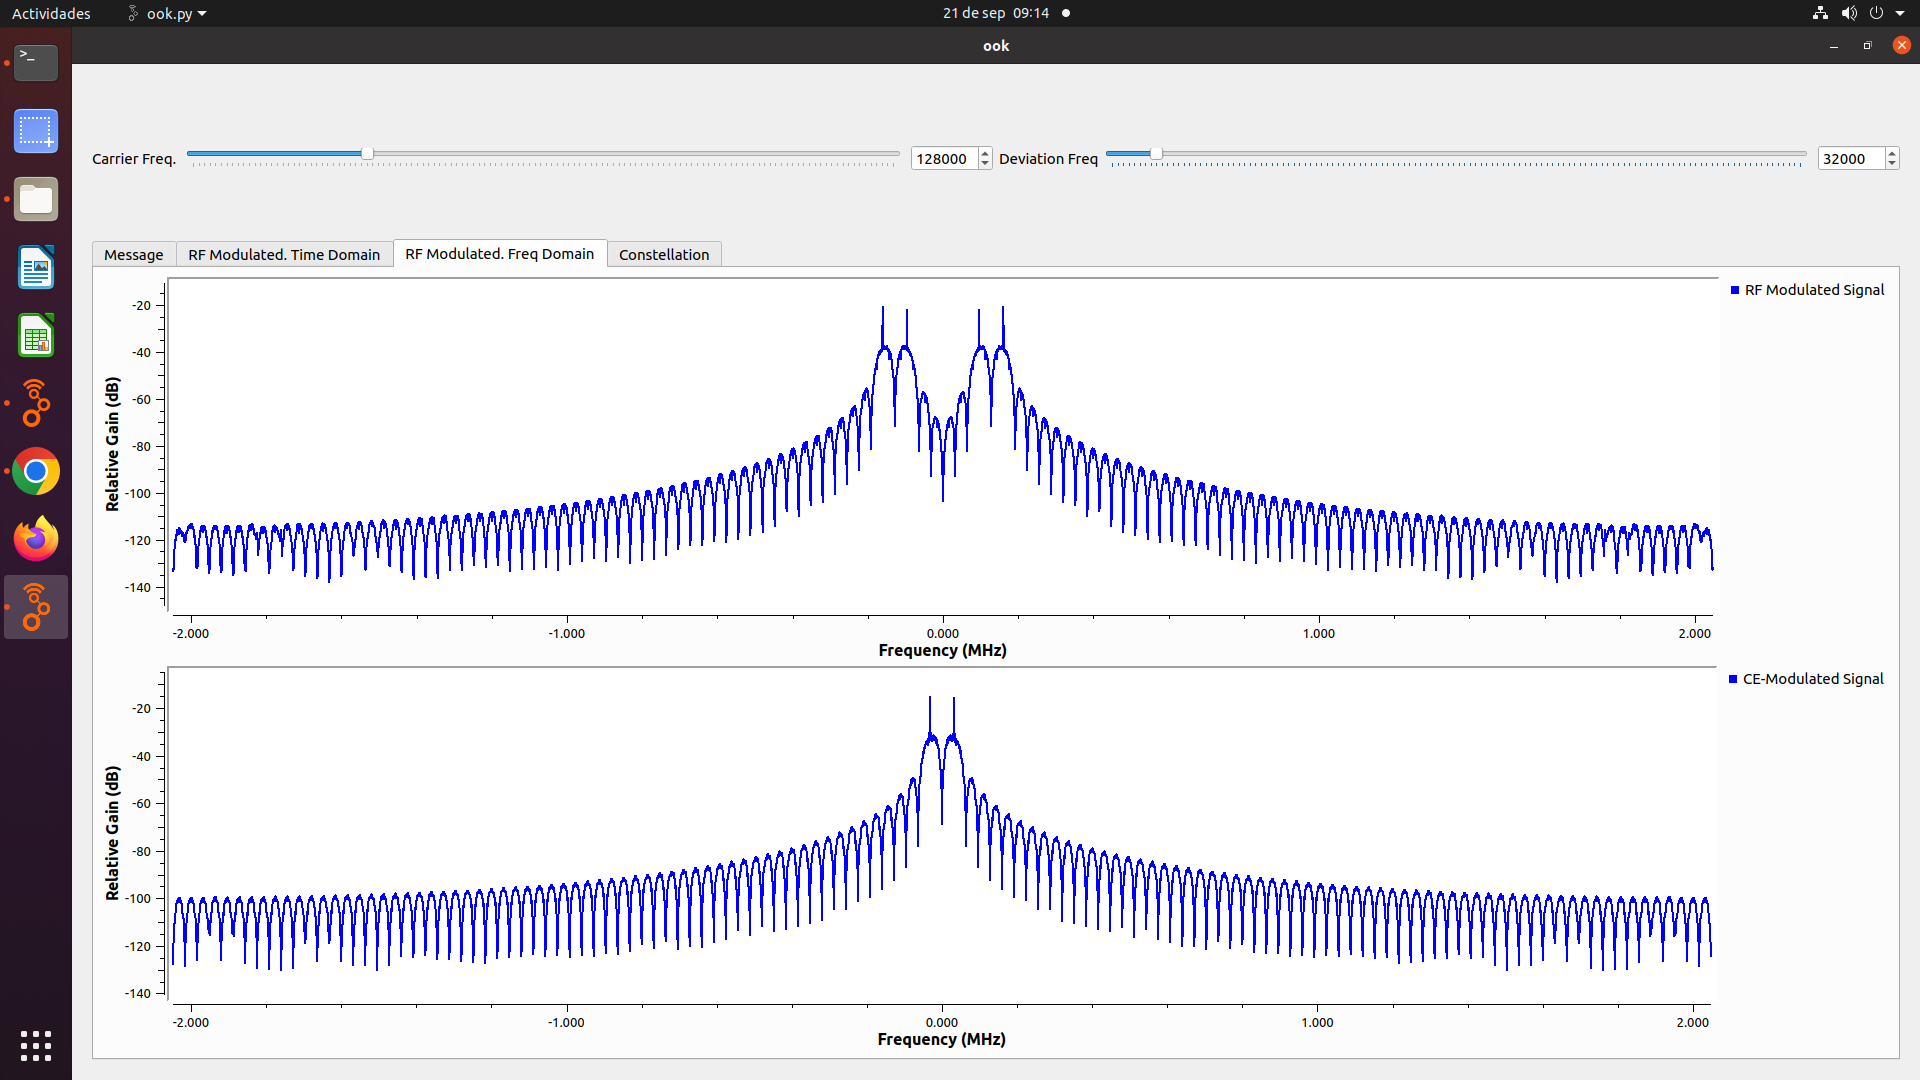 Actividades
ook.py
21 de sep 09:14
ook
>_
Carrier Freq.
128000
Deviation Freq
32000
Message
RF Modulated. Time Domain
RF Modulated. Freq Domain
Constellation
RF Modulated Signal
Relative Gain (dB)
-20
-40
-60
-80
-100
-120
-140
-2.000
-1.000
0.000
1.000
2.000
Frequency (MHz)
CE-Modulated Signal
Relative Gain (dB)
-20
-40
-60
-80
-100
-120
-140
-2.000
-1.000
0.000
1.000
2.000
Frequency (MHz)